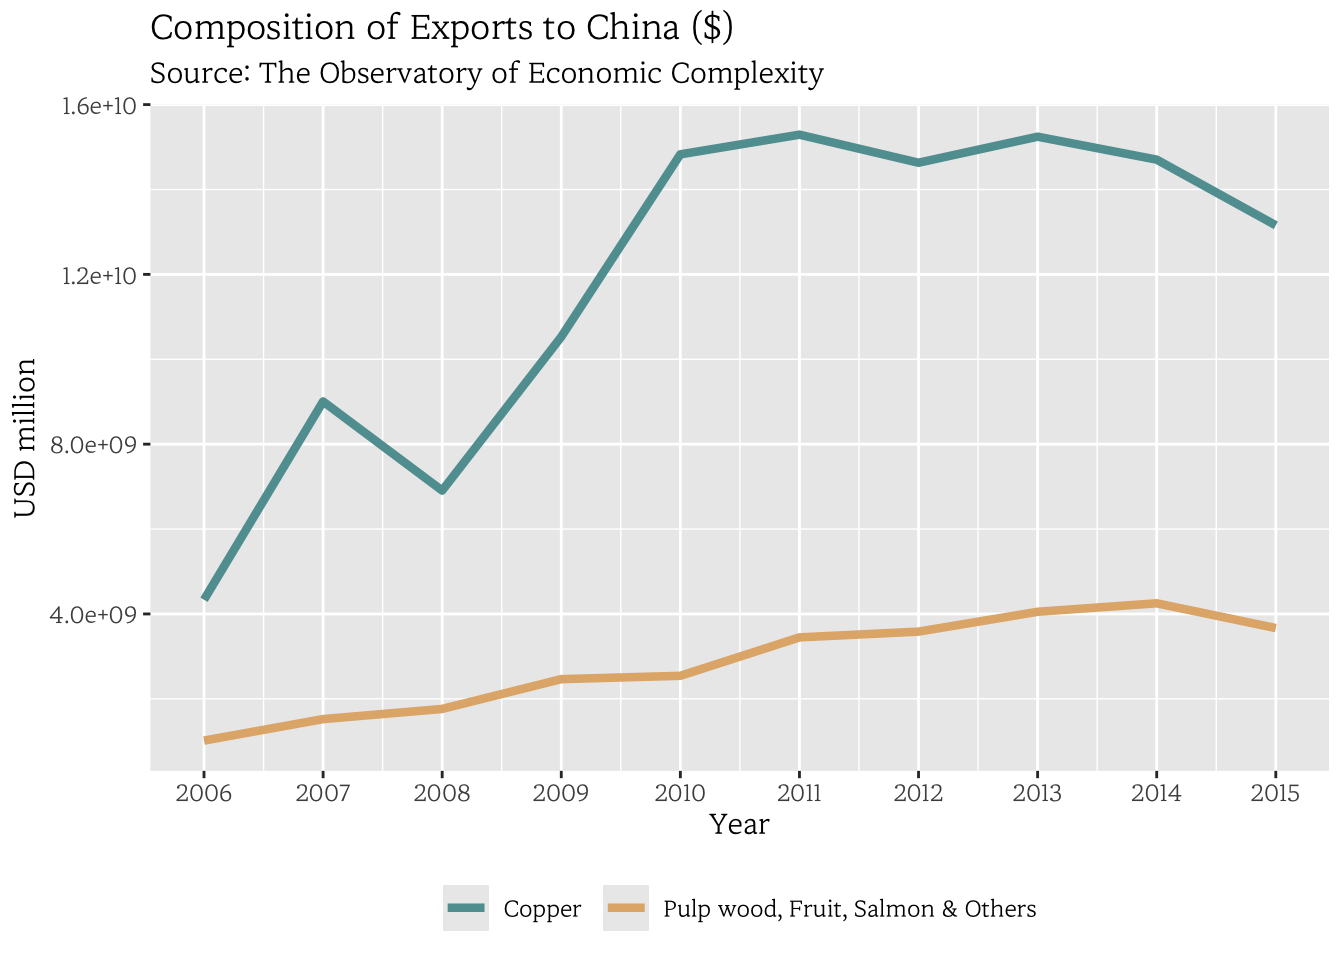 Composition of Exports to China ($)
Source: The Observatory of Economic Complexity
1.6e+10
1.2e+10
8.0e+09
4.0e+09
USD million
2006 2007 2008 2009 2010 2011 2012 2013 2014 2015
Year
Copper Pulp wood, Fruit, Salmon & Others